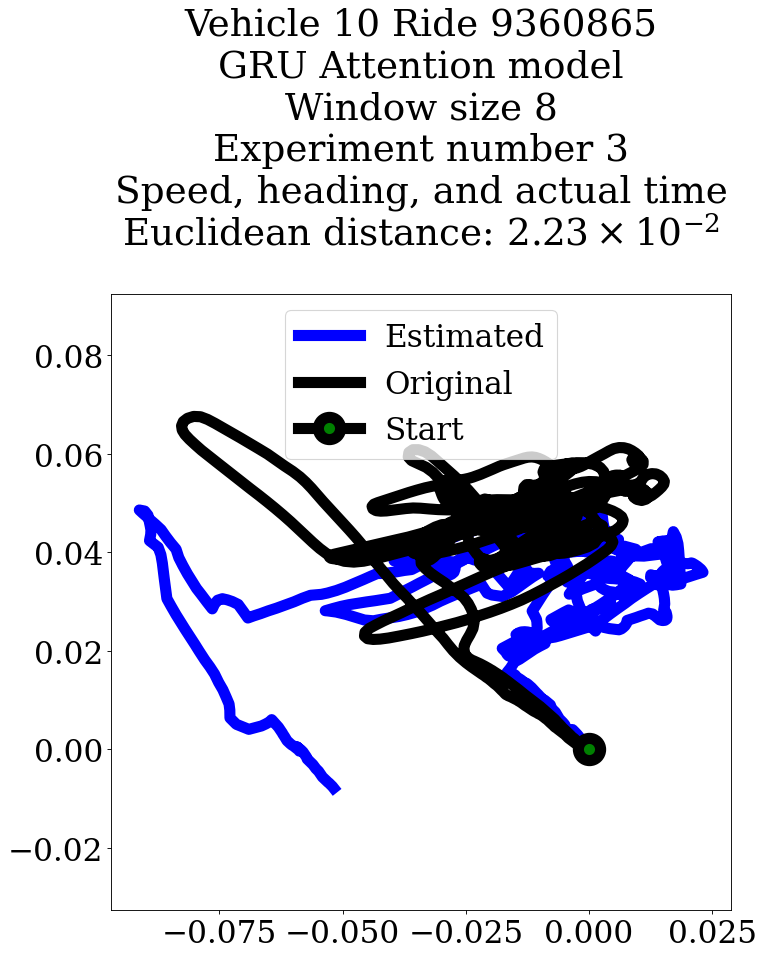 Vehicle 10 Ride 9360865
GRU Attention model
Window size 8
Experiment number 3
Speed, heading, and actual time
Euclidean distance: 2.23 × 10⁻²
Estimated
Original
Start
0.08
0.06
0.04
0.02
0.00
−0.02
−0.075 −0.050 −0.025 0.000 0.025